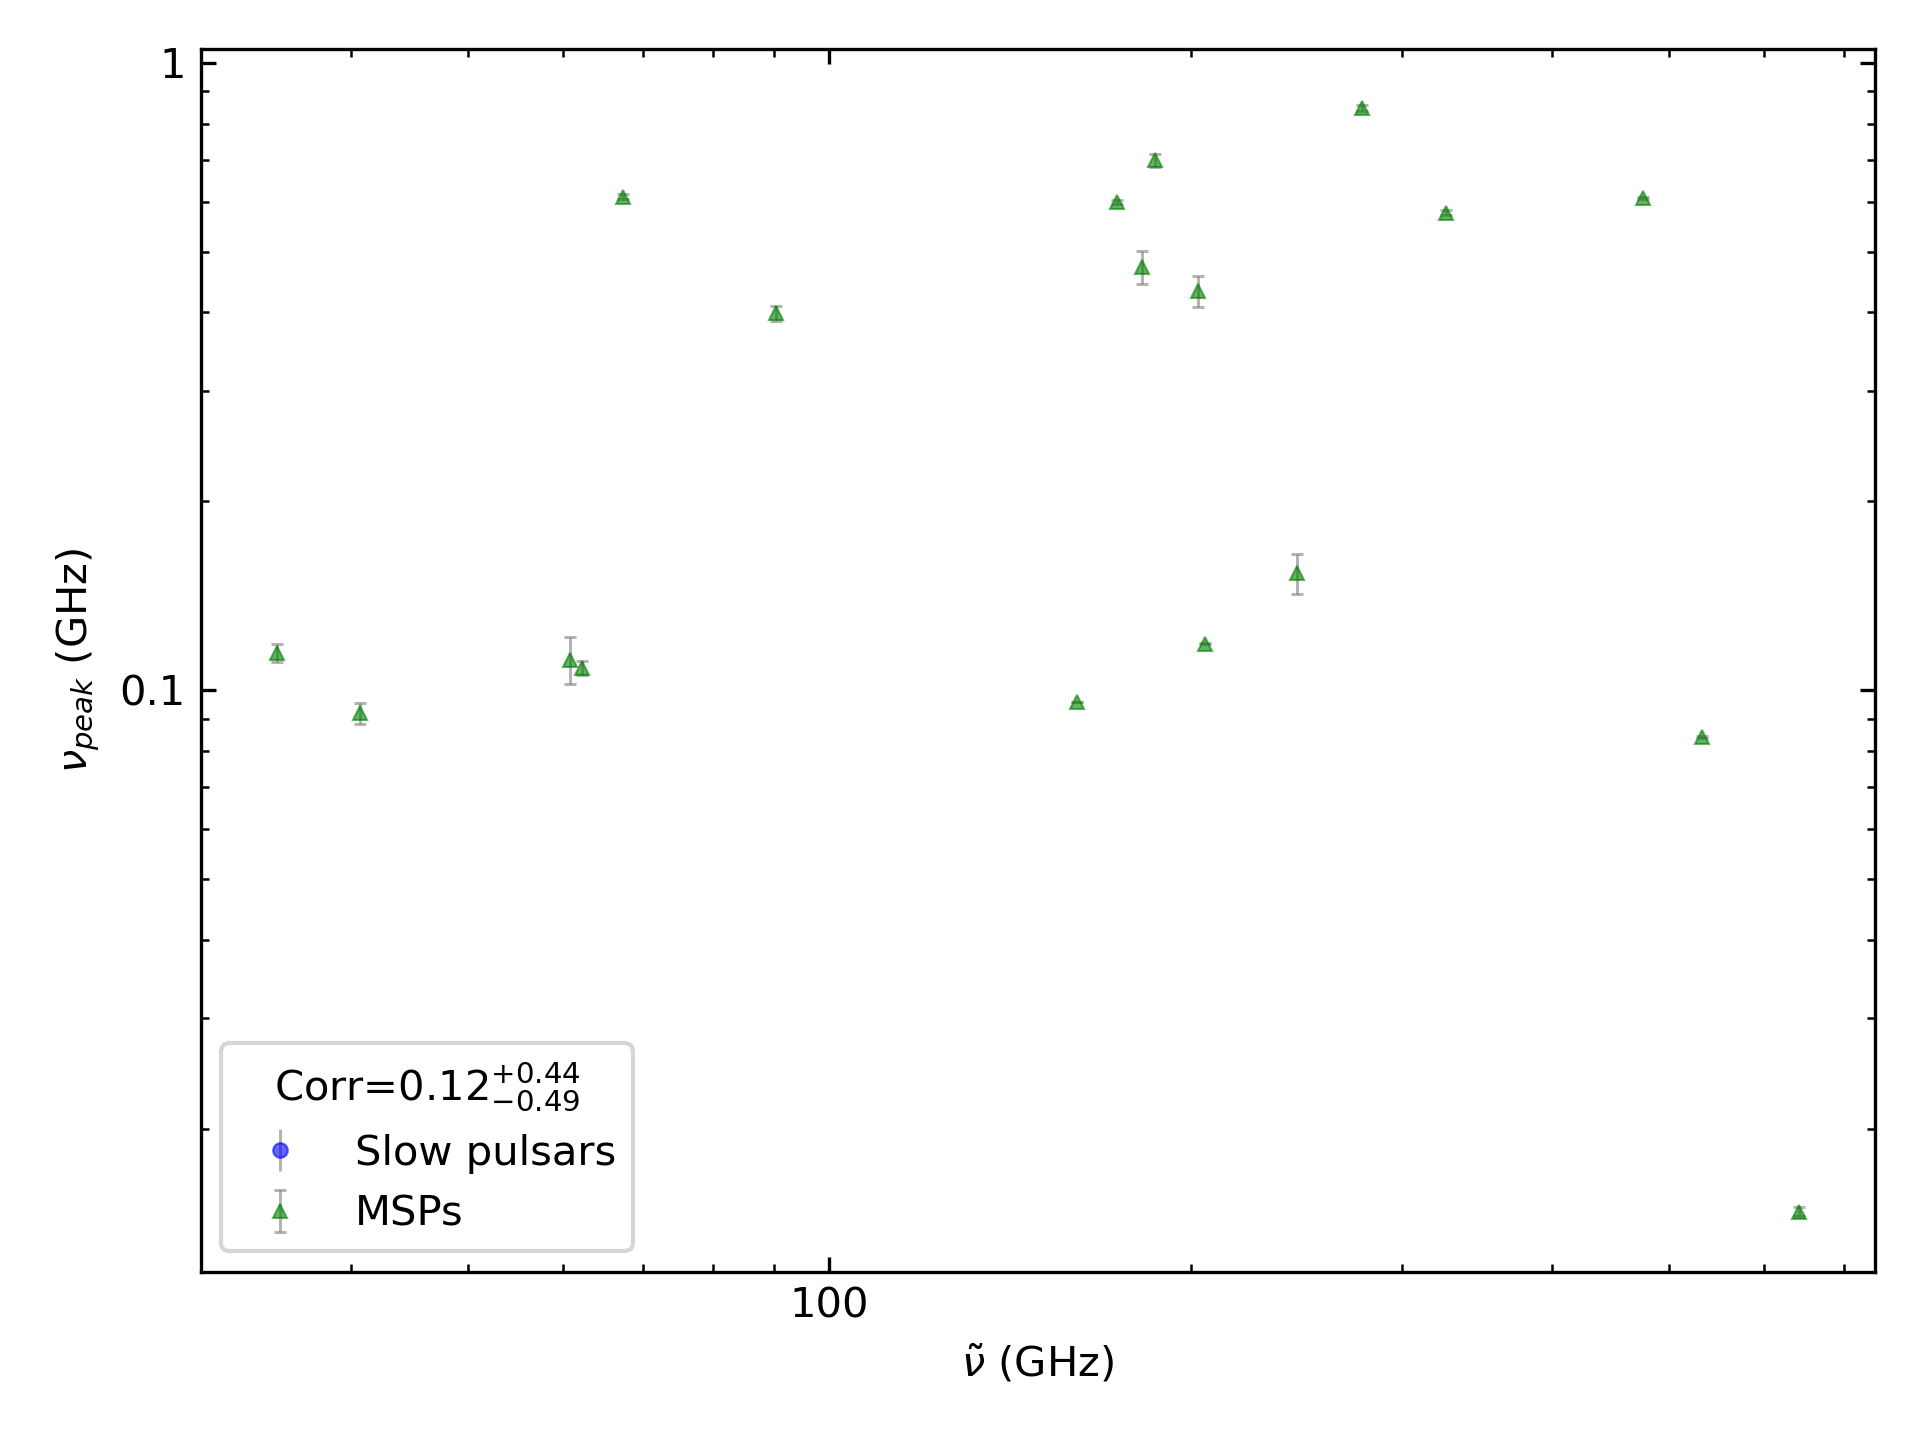 1
0.1
ν_peak (GHz)
Corr=0.12^{+0.44}_{−0.49}
Slow pulsars
MSPs
100
ν̃ (GHz)